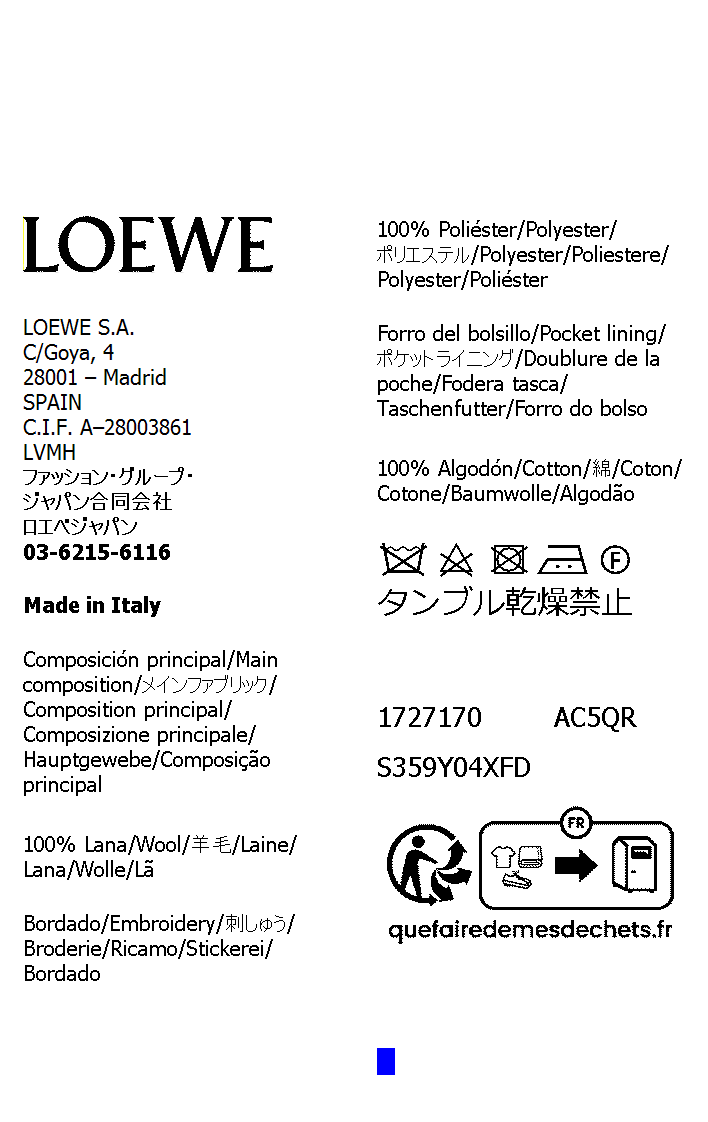 LOEWE
LOEWE S.A.
C/Goya, 4
28001 – Madrid
SPAIN
C.I.F. A–28003861
LVMH
ファッション・グループ・
ジャパン合同会社
ロエベジャパン
03-6215-6116
Made in Italy
Composición principal/Main
composition/メインファブリック/
Composition principal/
Composizione principale/
Hauptgewebe/Composição
principal
100% Lana/Wool/羊毛/Laine/
Lana/Wolle/Lã
Bordado/Embroidery/刺しゅう/
Broderie/Ricamo/Stickerei/
Bordado
100% Poliéster/Polyester/
ポリエステル/Polyester/Poliestere/
Polyester/Poliéster
Forro del bolsillo/Pocket lining/
ポケットライニング/Doublure de la
poche/Fodera tasca/
Taschenfutter/Forro do bolso
100% Algodón/Cotton/綿/Coton/
Cotone/Baumwolle/Algodão
F
タンブル乾燥禁止
1727170 AC5QR
S359Y04XFD
FR
quefairedemesdechets.fr